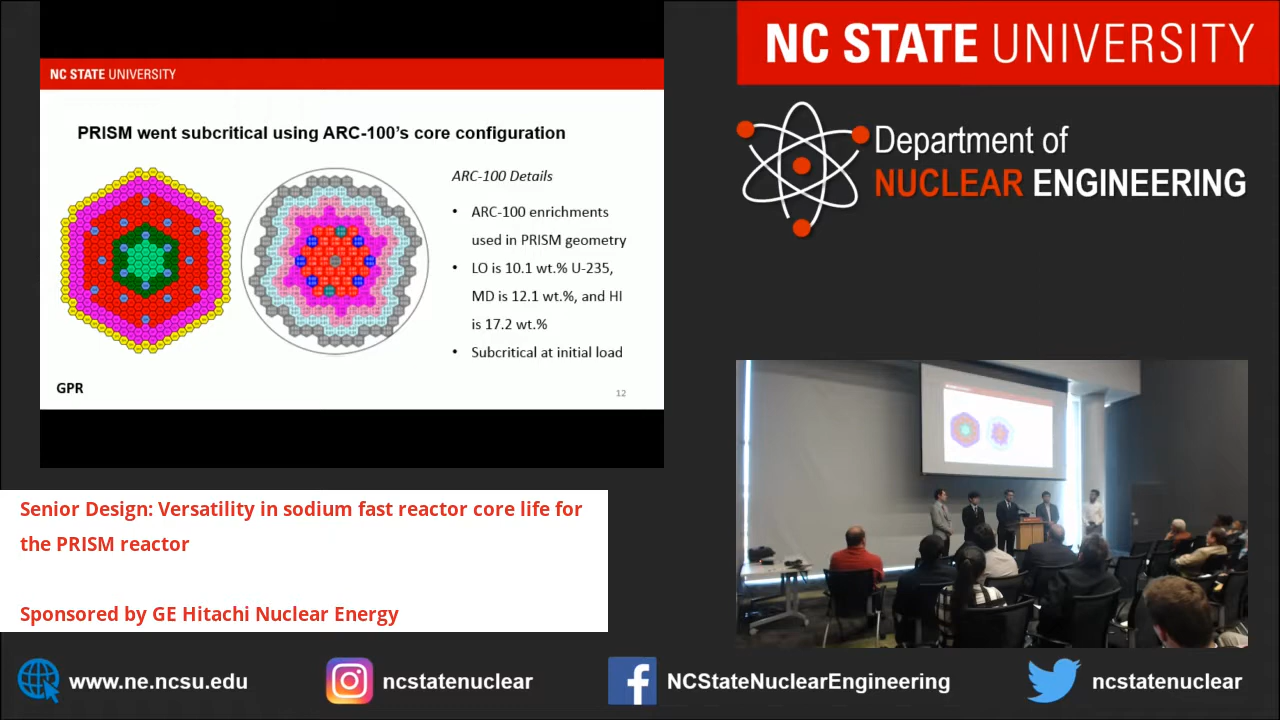 NC STATE UNIVERSITY
PRISM went subcritical using ARC-100's core configuration
ARC-100 Details
• ARC-100 enrichments
used in PRISM geometry
• LO is 10.1 wt.% U-235,
MD is 12.1 wt.%, and HI
is 17.2 wt.%
• Subcritical at initial load
GPR
12
NC STATE UNIVERSITY
Department of
NUCLEAR ENGINEERING
Senior Design: Versatility in sodium fast reactor core life for
the PRISM reactor
Sponsored by GE Hitachi Nuclear Energy
www.ne.ncsu.edu
ncstatenuclear
NCStateNuclearEngineering
ncstatenuclear